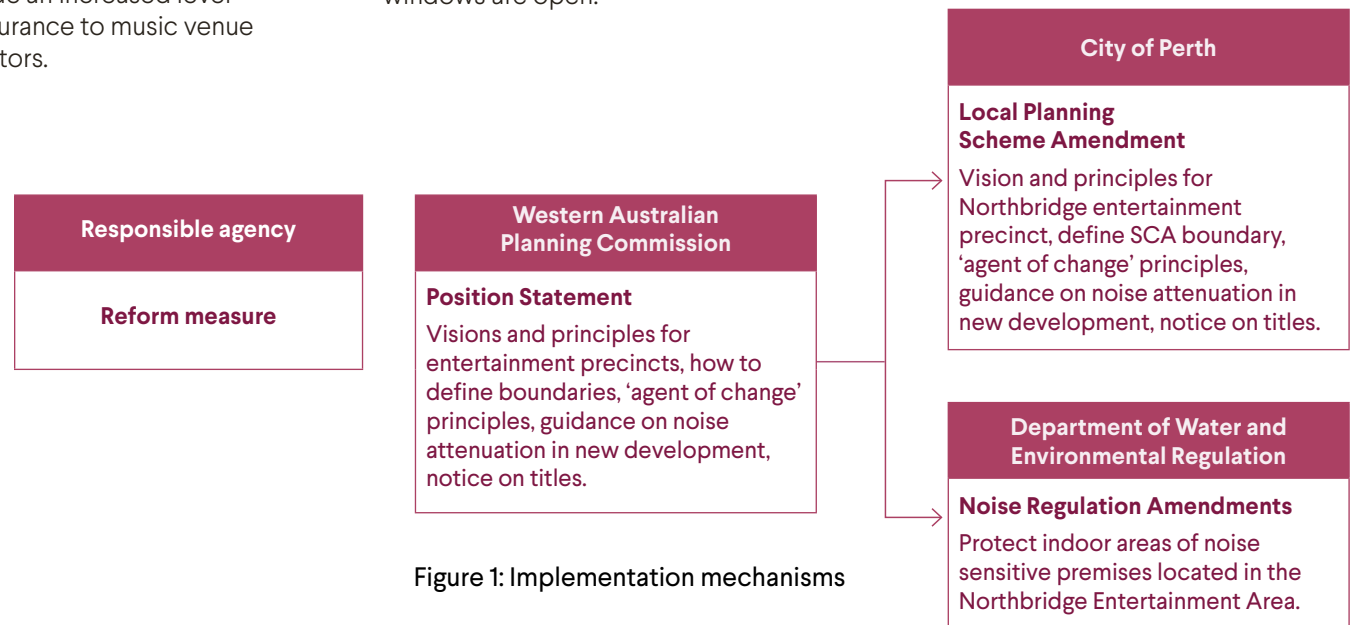 an increased level
urance to music venue
tors.
windows are open.
Responsible agency
Reform measure
Western Australian
Planning Commission
Position Statement
Visions and principles for
entertainment precincts, how to
define boundaries, ‘agent of change’
principles, guidance on noise
attenuation in new development,
notice on titles.
Figure 1: Implementation mechanisms
City of Perth
Local Planning
Scheme Amendment
Vision and principles for
Northbridge entertainment
precinct, define SCA boundary,
‘agent of change’ principles,
guidance on noise attenuation in
new development, notice on titles.
Department of Water and
Environmental Regulation
Noise Regulation Amendments
Protect indoor areas of noise
sensitive premises located in the
Northbridge Entertainment Area.